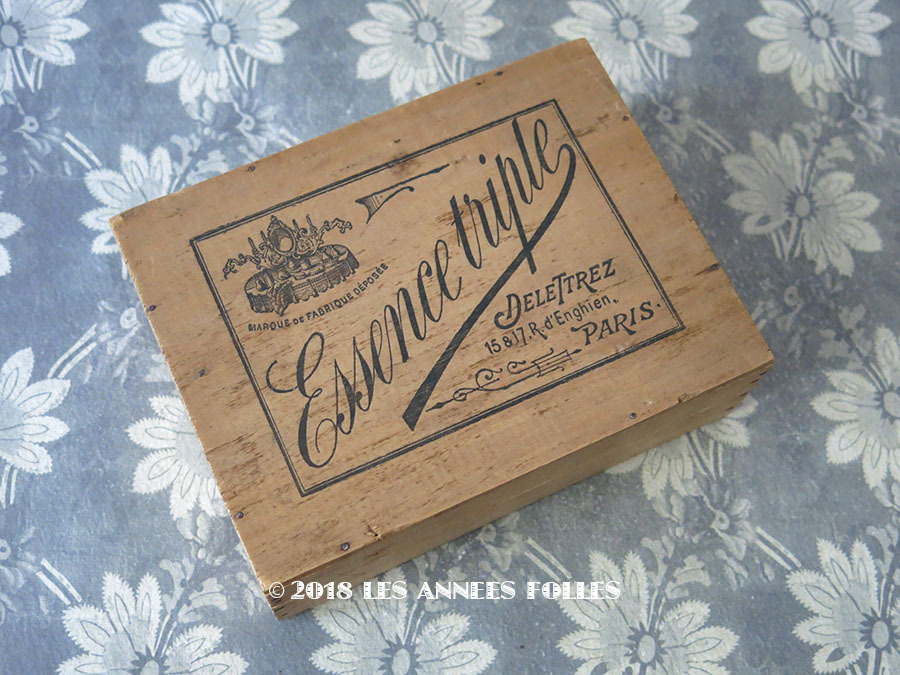 MARQUE DE FABRIQUE DÉPOSÉE
Essence triple
DELETTREZ
15 & 17, R. d'Enghien,
PARIS.
© 2018 LES ANNEES FOLLES